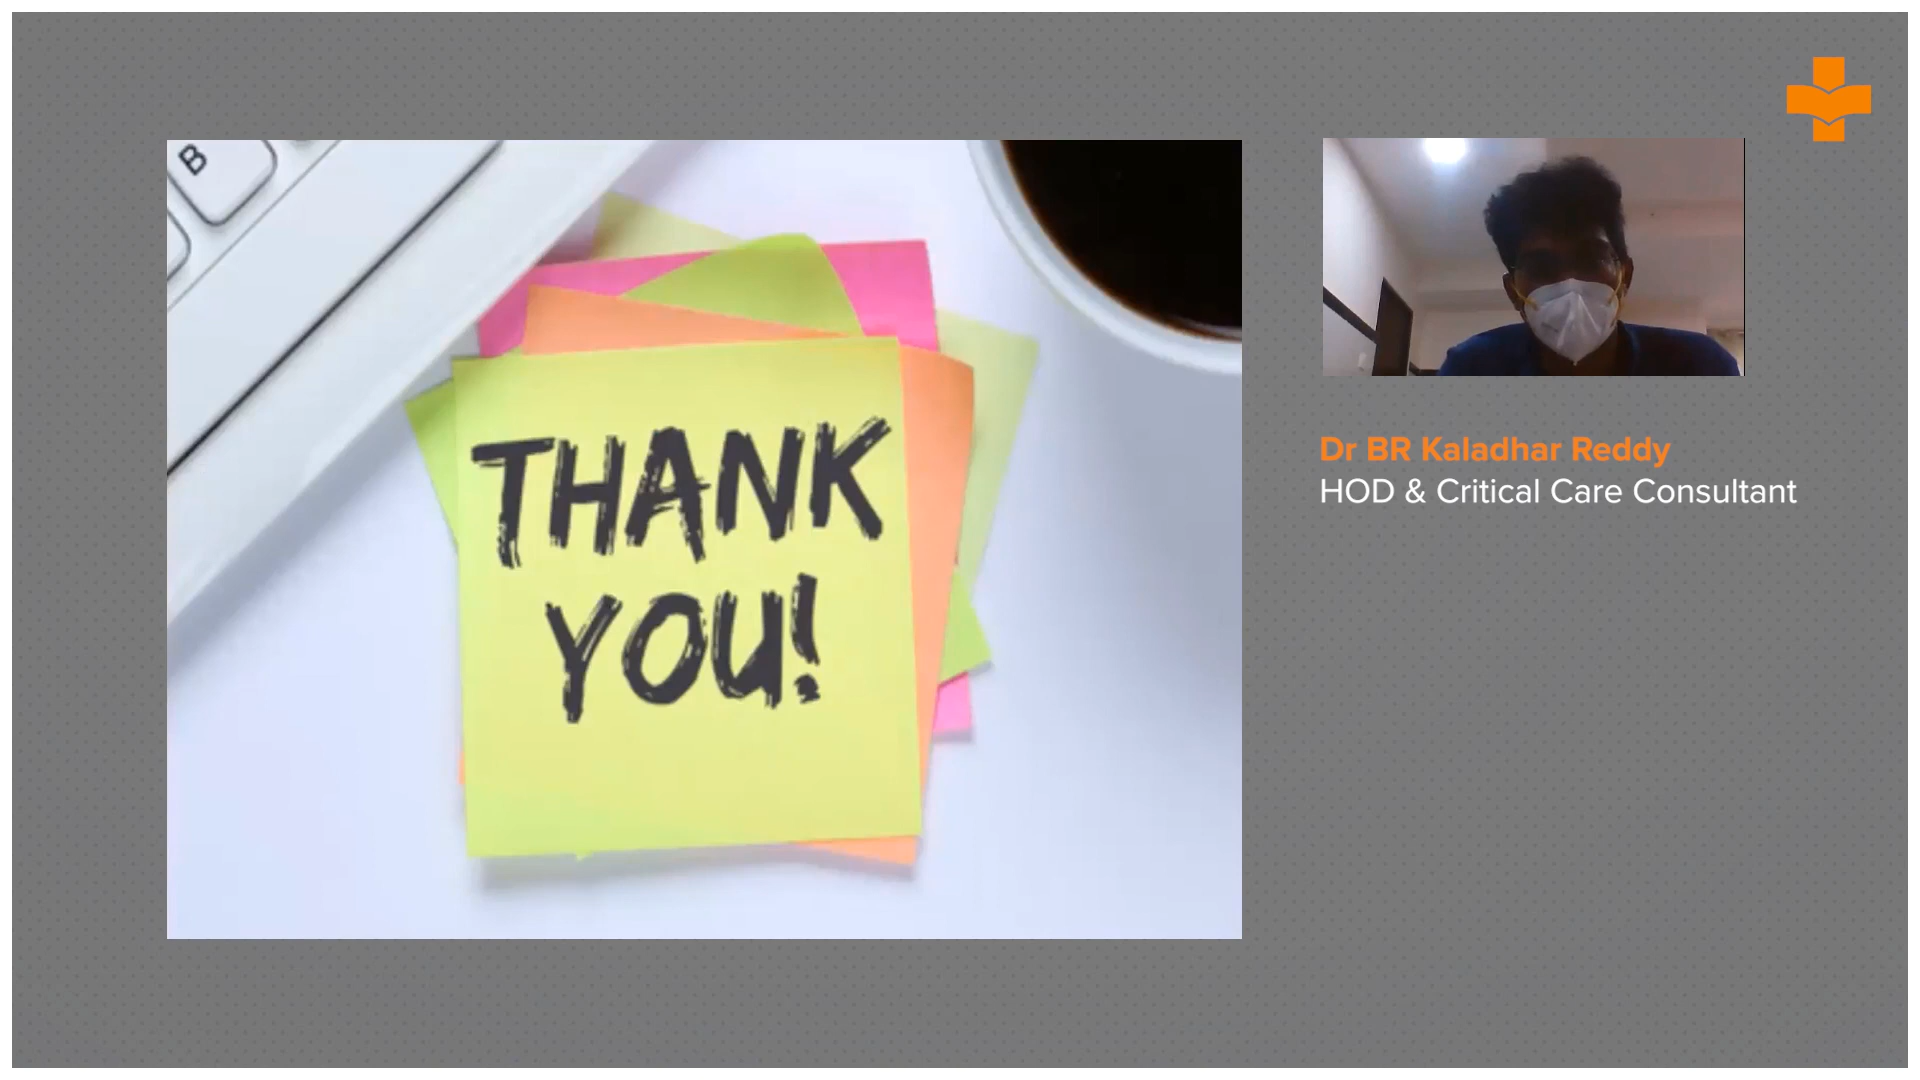 B
THANK
YOU!
Dr BR Kaladhar Reddy
HOD & Critical Care Consultant